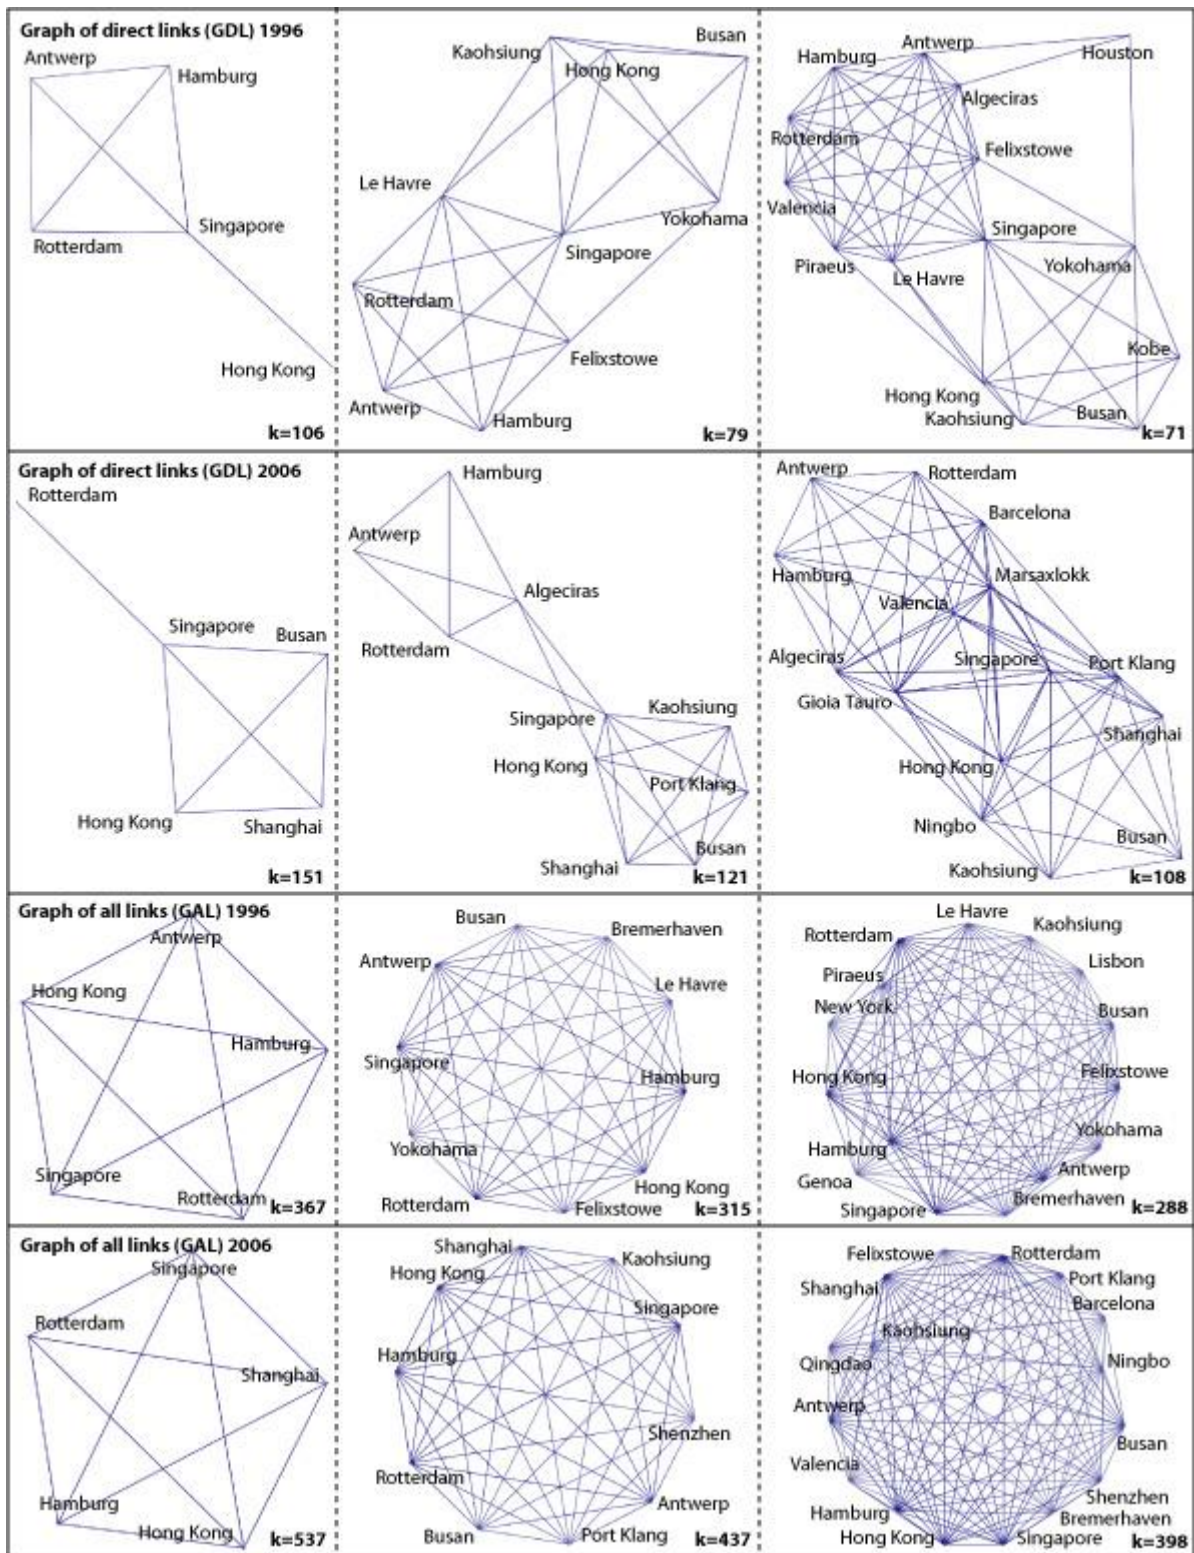 Graph of direct links (GDL) 1996
Antwerp
Hamburg
Rotterdam
Singapore
Hong Kong
k=106
Kaohsiung
Busan
Hong Kong
Le Havre
Yokohama
Singapore
Rotterdam
Felixstowe
Antwerp
Hamburg
k=79
Hamburg
Antwerp
Houston
Algeciras
Rotterdam
Felixstowe
Valencia
Singapore
Piraeus
Le Havre
Yokohama
Kobe
Hong Kong
Kaohsiung
Busan
k=71
Graph of direct links (GDL) 2006
Rotterdam
Singapore
Busan
Hong Kong
Shanghai
k=151
Hamburg
Antwerp
Algeciras
Rotterdam
Singapore
Kaohsiung
Hong Kong
Port Klang
Shanghai
Busan
k=121
Antwerp
Rotterdam
Barcelona
Hamburg
Marsaxlokk
Valencia
Algeciras
Singapore
Port Klang
Gioia Tauro
Shanghai
Hong Kong
Ningbo
Busan
Kaohsiung
k=108
Graph of all links (GAL) 1996
Antwerp
Hong Kong
Hamburg
Singapore
Rotterdam
k=367
Busan
Bremerhaven
Antwerp
Le Havre
Singapore
Hamburg
Yokohama
Hong Kong
Rotterdam
Felixstowe
k=315
Le Havre
Rotterdam
Kaohsiung
Piraeus
Lisbon
New York
Busan
Hong Kong
Felixstowe
Hamburg
Yokohama
Genoa
Antwerp
Singapore
Bremerhaven
k=288
Graph of all links (GAL) 2006
Singapore
Rotterdam
Shanghai
Hamburg
Hong Kong
k=537
Shanghai
Kaohsiung
Hong Kong
Singapore
Hamburg
Shenzhen
Rotterdam
Antwerp
Busan
Port Klang
k=437
Felixstowe
Rotterdam
Shanghai
Port Klang
Barcelona
Kaohsiung
Qingdao
Ningbo
Antwerp
Busan
Valencia
Shenzhen
Hamburg
Bremerhaven
Hong Kong
Singapore
k=398